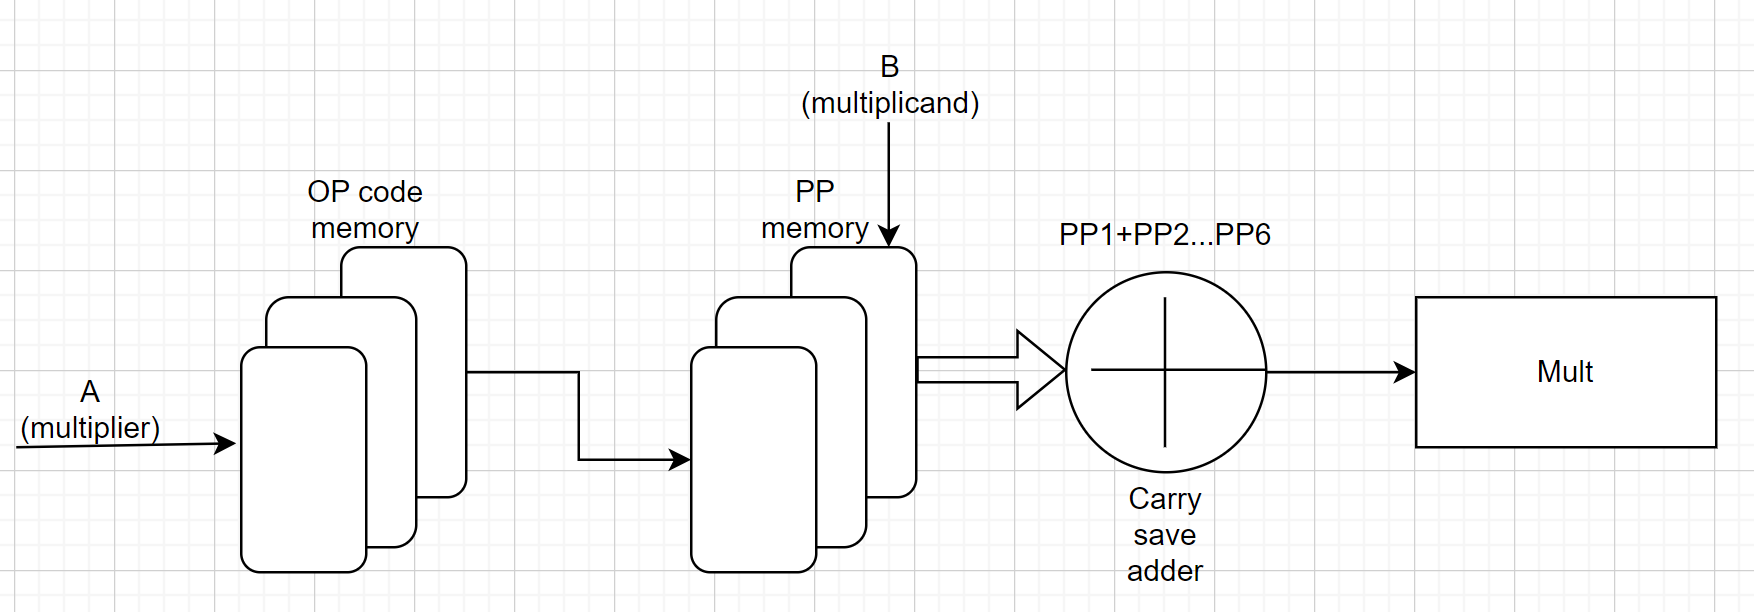 B
(multiplicand)
OP code
memory
PP
memory
PP1+PP2...PP6
A
(multiplier)
Mult
Carry
save
adder